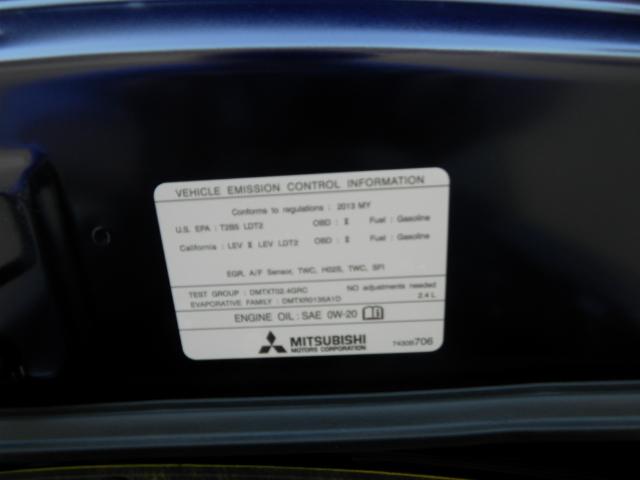 VEHICLE EMISSION CONTROL INFORMATION
Conforms to regulations : 2013 MY
U.S. EPA : T2B5 LDT2 OBD : II Fuel : Gasoline
California : LEV II LEV LDT2 OBD : II Fuel : Gasoline
EGR, A/F Sensor, TWC, HO2S, TWC, SFI
TEST GROUP : DMTXT02.4GRC NO adjustments needed
EVAPORATIVE FAMILY : DMTXR0135A1D 2.4 L
ENGINE OIL : SAE 0W-20
MITSUBISHI
MOTORS CORPORATION 7430B706